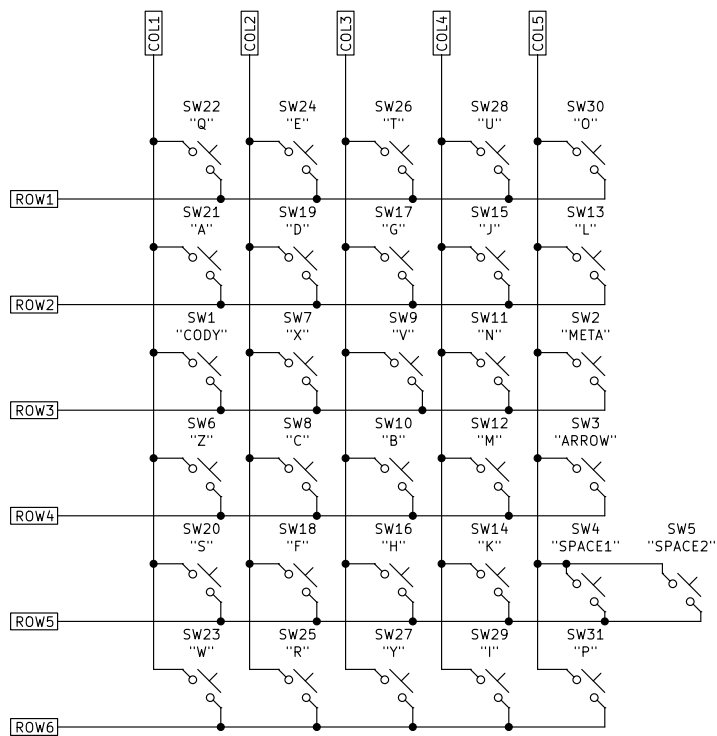 COL1 COL2 COL3 COL4 COL5
SW22 SW24 SW26 SW28 SW30
"Q" "E" "T" "U" "O"
ROW1
SW21 SW19 SW17 SW15 SW13
"A" "D" "G" "J" "L"
ROW2
SW1 SW7 SW9 SW11 SW2
"CODY" "X" "V" "N" "META"
ROW3
SW6 SW8 SW10 SW12 SW3
"Z" "C" "B" "M" "ARROW"
ROW4
SW20 SW18 SW16 SW14 SW4 SW5
"S" "F" "H" "K" "SPACE1" "SPACE2"
ROW5
SW23 SW25 SW27 SW29 SW31
"W" "R" "Y" "I" "P"
ROW6